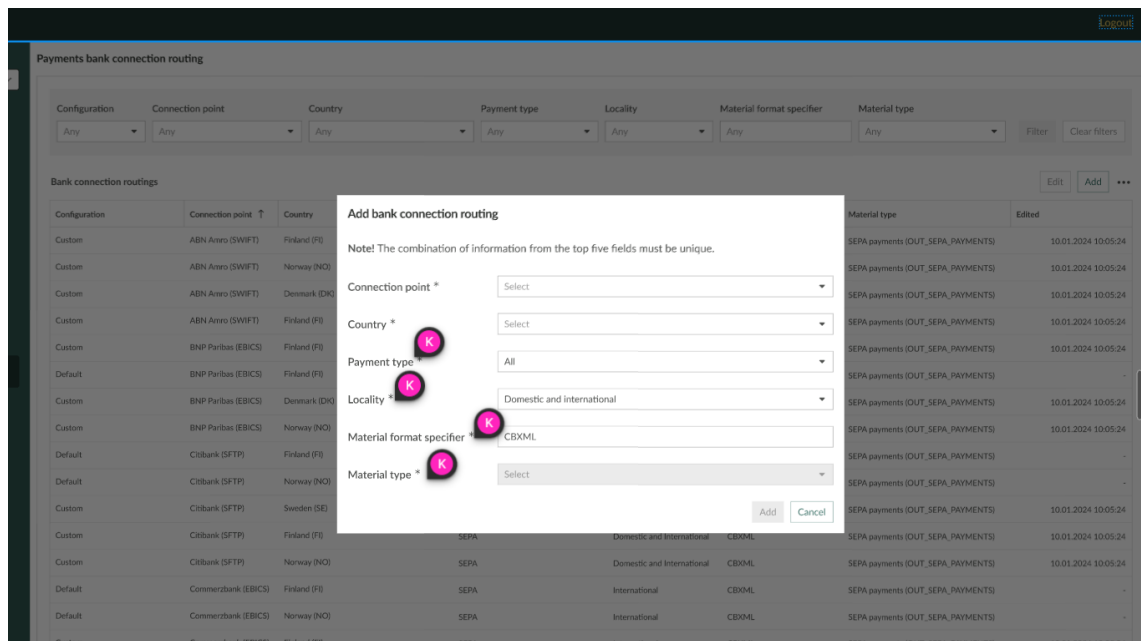 Logout
Payments bank connection routing
Configuration Connection point Country Payment type Locality Material format specifier Material type
Any Any Any Any Any Any Any Filter Clear filters
Bank connection routings Edit Add •••
Configuration Connection point ↑ Country Material type Edited
Custom ABN Amro (SWIFT) Finland (FI) SEPA payments (OUT_SEPA_PAYMENTS) 10.01.2024 10:05:24
Custom ABN Amro (SWIFT) Norway (NO) SEPA payments (OUT_SEPA_PAYMENTS) 10.01.2024 10:05:24
Custom ABN Amro (SWIFT) Denmark (DK) SEPA payments (OUT_SEPA_PAYMENTS) 10.01.2024 10:05:24
Custom ABN Amro (SWIFT) Finland (FI) SEPA payments (OUT_SEPA_PAYMENTS) 10.01.2024 10:05:24
Custom BNP Paribas (EBICS) Finland (FI) SEPA payments (OUT_SEPA_PAYMENTS) 10.01.2024 10:05:24
Default BNP Paribas (EBICS) Finland (FI) SEPA payments (OUT_SEPA_PAYMENTS) -
Custom BNP Paribas (EBICS) Denmark (DK) SEPA payments (OUT_SEPA_PAYMENTS) 10.01.2024 10:05:24
Custom BNP Paribas (EBICS) Norway (NO) SEPA payments (OUT_SEPA_PAYMENTS) 10.01.2024 10:05:24
Default Citibank (SFTP) Finland (FI) SEPA payments (OUT_SEPA_PAYMENTS) -
Default Citibank (SFTP) Norway (NO) SEPA payments (OUT_SEPA_PAYMENTS) -
Custom Citibank (SFTP) Sweden (SE) SEPA payments (OUT_SEPA_PAYMENTS) 10.01.2024 10:05:24
Custom Citibank (SFTP) Finland (FI) SEPA Domestic and International CBXML SEPA payments (OUT_SEPA_PAYMENTS) 10.01.2024 10:05:24
Custom Citibank (SFTP) Norway (NO) SEPA Domestic and International CBXML SEPA payments (OUT_SEPA_PAYMENTS) 10.01.2024 10:05:24
Default Commerzbank (EBICS) Finland (FI) SEPA International CBXML SEPA payments (OUT_SEPA_PAYMENTS) -
Default Commerzbank (EBICS) Norway (NO) SEPA International CBXML SEPA payments (OUT_SEPA_PAYMENTS) -
Add bank connection routing
Note! The combination of information from the top five fields must be unique.
Connection point * Select
Country * Select
K
Payment type * All
K
Locality * Domestic and international
K
Material format specifier * CBXML
K
Material type * Select
Add Cancel